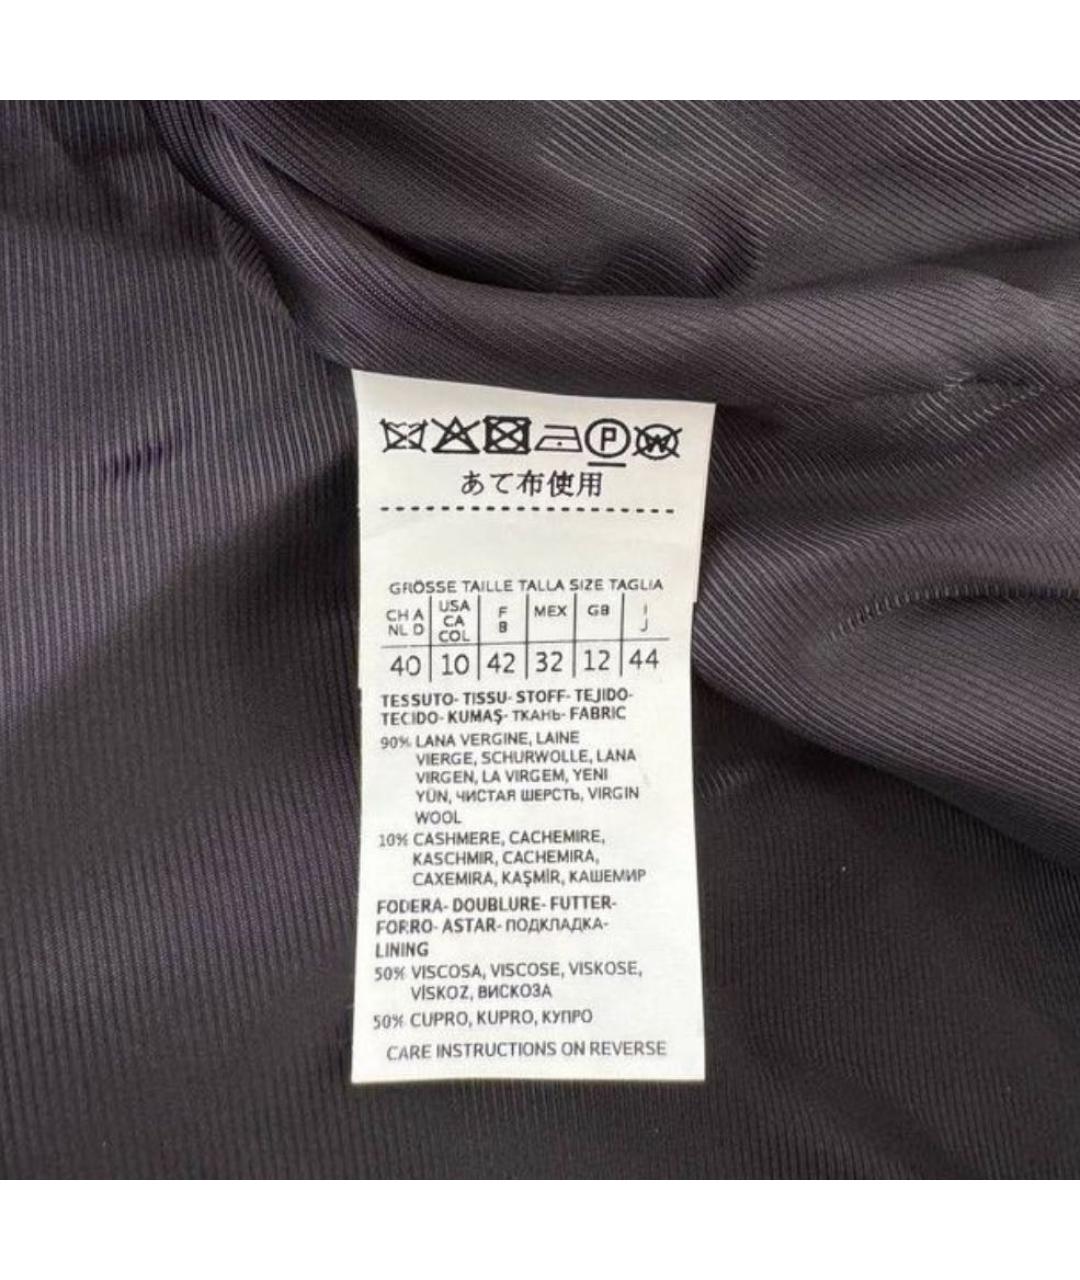 P W
あて布使用
GRÖSSE TAILLE TALLA SIZE TAGLIA
CH A USA F MEX GB I
NL D CA B J
COL
40 10 42 32 12 44
TESSUTO- TISSU- STOFF- TEJIDO-
TECIDO- KUMAŞ- ТКАНЬ- FABRIC
90% LANA VERGINE, LAINE
VIERGE, SCHURWOLLE, LANA
VIRGEN, LA VIRGEM, YENI
YÜN, ЧИСТАЯ ШЕРСТЬ, VIRGIN
WOOL
10% CASHMERE, CACHEMIRE,
KASCHMIR, CACHEMIRA,
CAXEMIRA, KAŞMİR, КАШЕМИР
FODERA- DOUBLURE- FUTTER-
FORRO- ASTAR- ПОДКЛАДКА-
LINING
50% VISCOSA, VISCOSE, VISKOSE,
VİSKOZ, ВИСКОЗА
50% CUPRO, KUPRO, КУПРО
CARE INSTRUCTIONS ON REVERSE